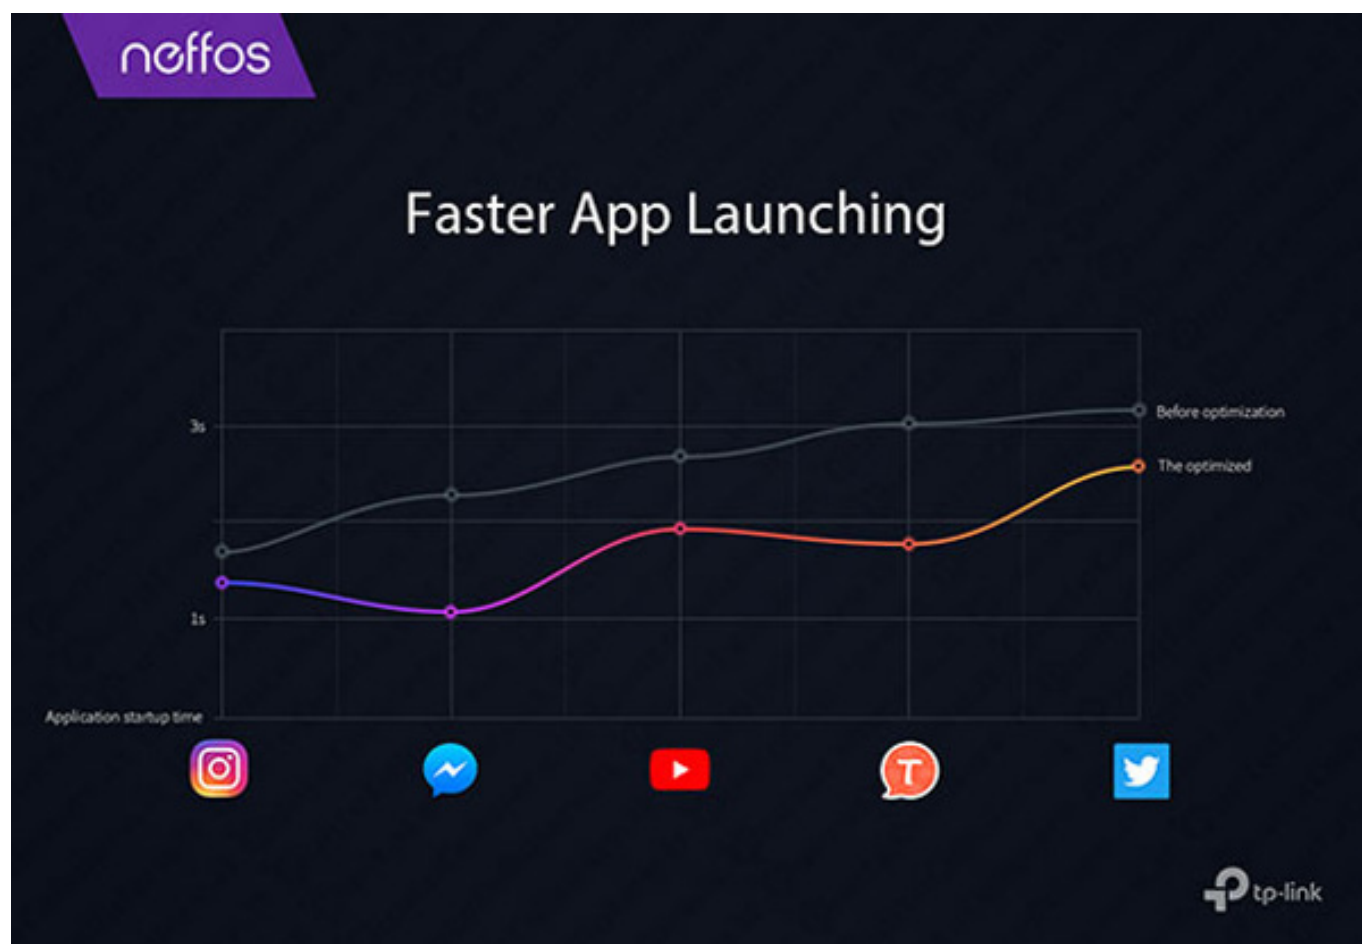 neffos
Faster App Launching
3s
Before optimization
The optimized
1s
Application startup time
T
tp-link